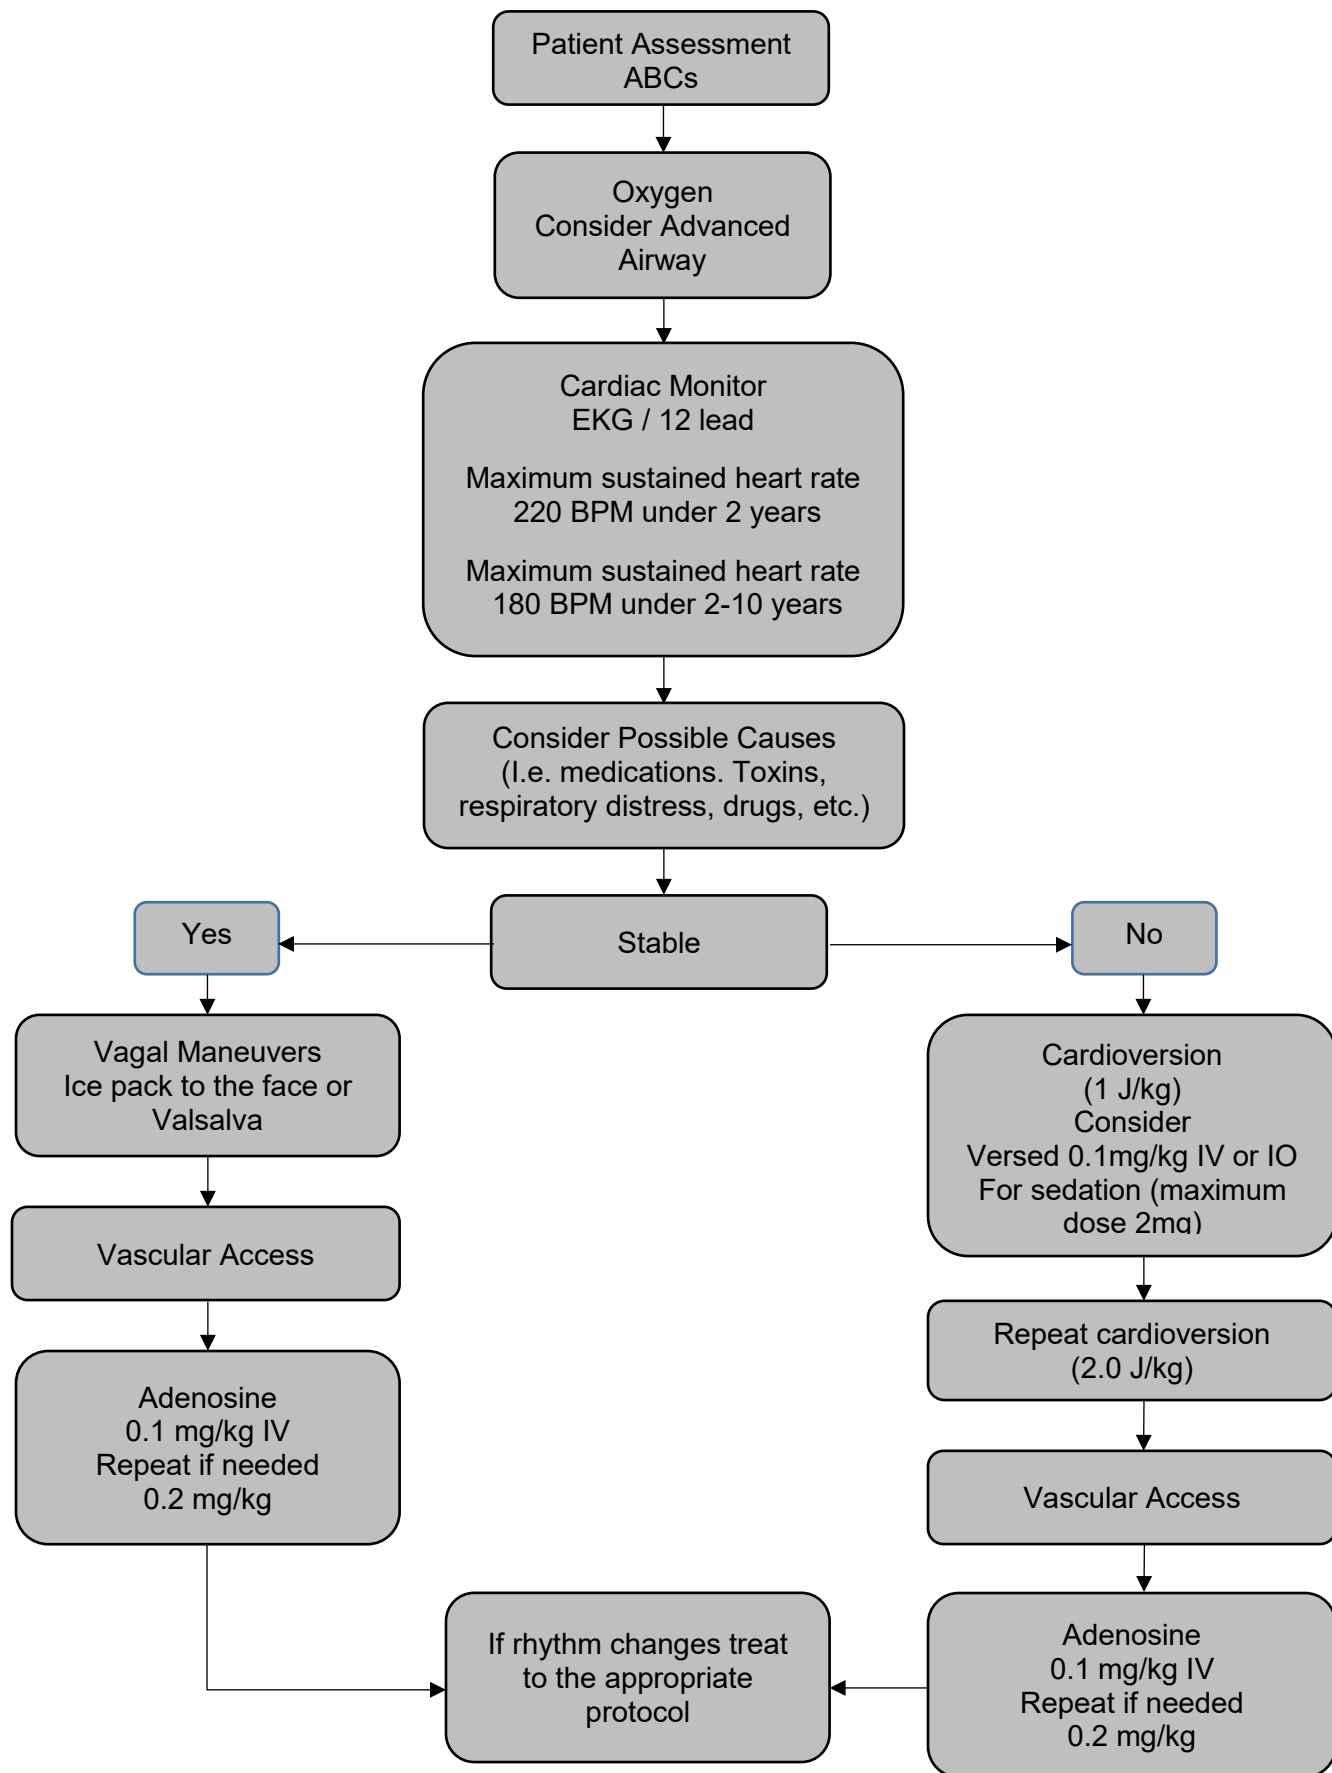 Patient Assessment
ABCs
Oxygen
Consider Advanced
Airway
Cardiac Monitor
EKG / 12 lead
Maximum sustained heart rate
220 BPM under 2 years
Maximum sustained heart rate
180 BPM under 2-10 years
Consider Possible Causes
(I.e. medications. Toxins,
respiratory distress, drugs, etc.)
Stable
Yes
Vagal Maneuvers
Ice pack to the face or
Valsalva
Vascular Access
Adenosine
0.1 mg/kg IV
Repeat if needed
0.2 mg/kg
No
Cardioversion
(1 J/kg)
Consider
Versed 0.1mg/kg IV or IO
For sedation (maximum
dose 2mg)
Repeat cardioversion
(2.0 J/kg)
Vascular Access
Adenosine
0.1 mg/kg IV
Repeat if needed
0.2 mg/kg
If rhythm changes treat
to the appropriate
protocol